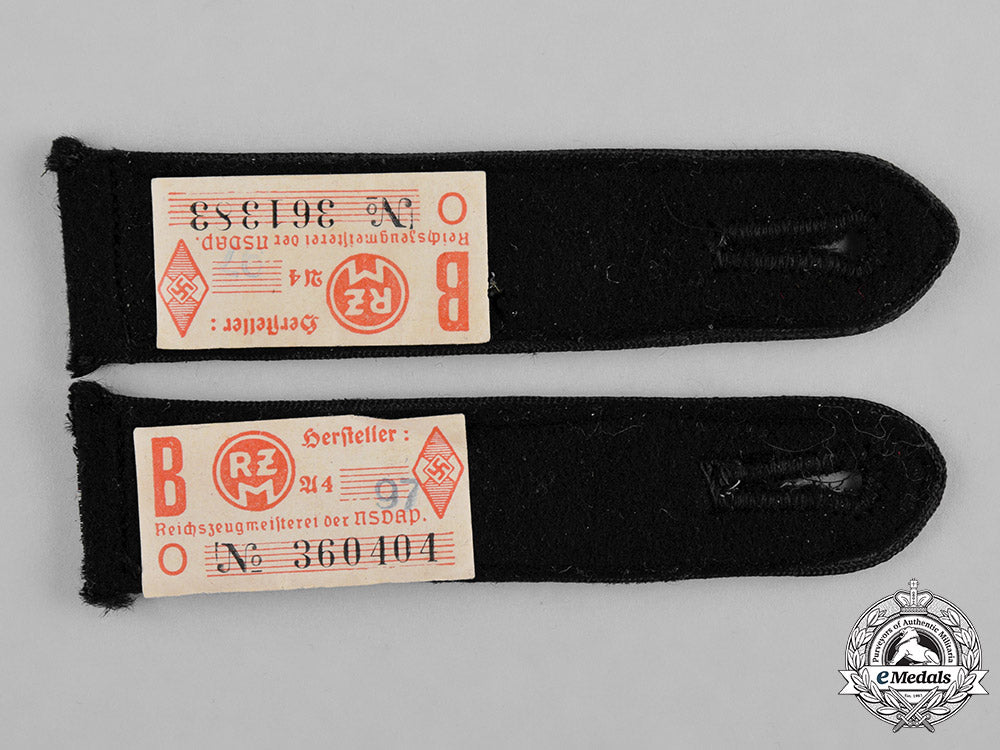 B RZM Hersteller:
A4
Reichszeugmeisterei der NSDAP.
O № 361383
B RZM Hersteller:
A4 97
Reichszeugmeisterei der NSDAP.
O № 360404
Purveyors of Authentic Militaria
eMedals